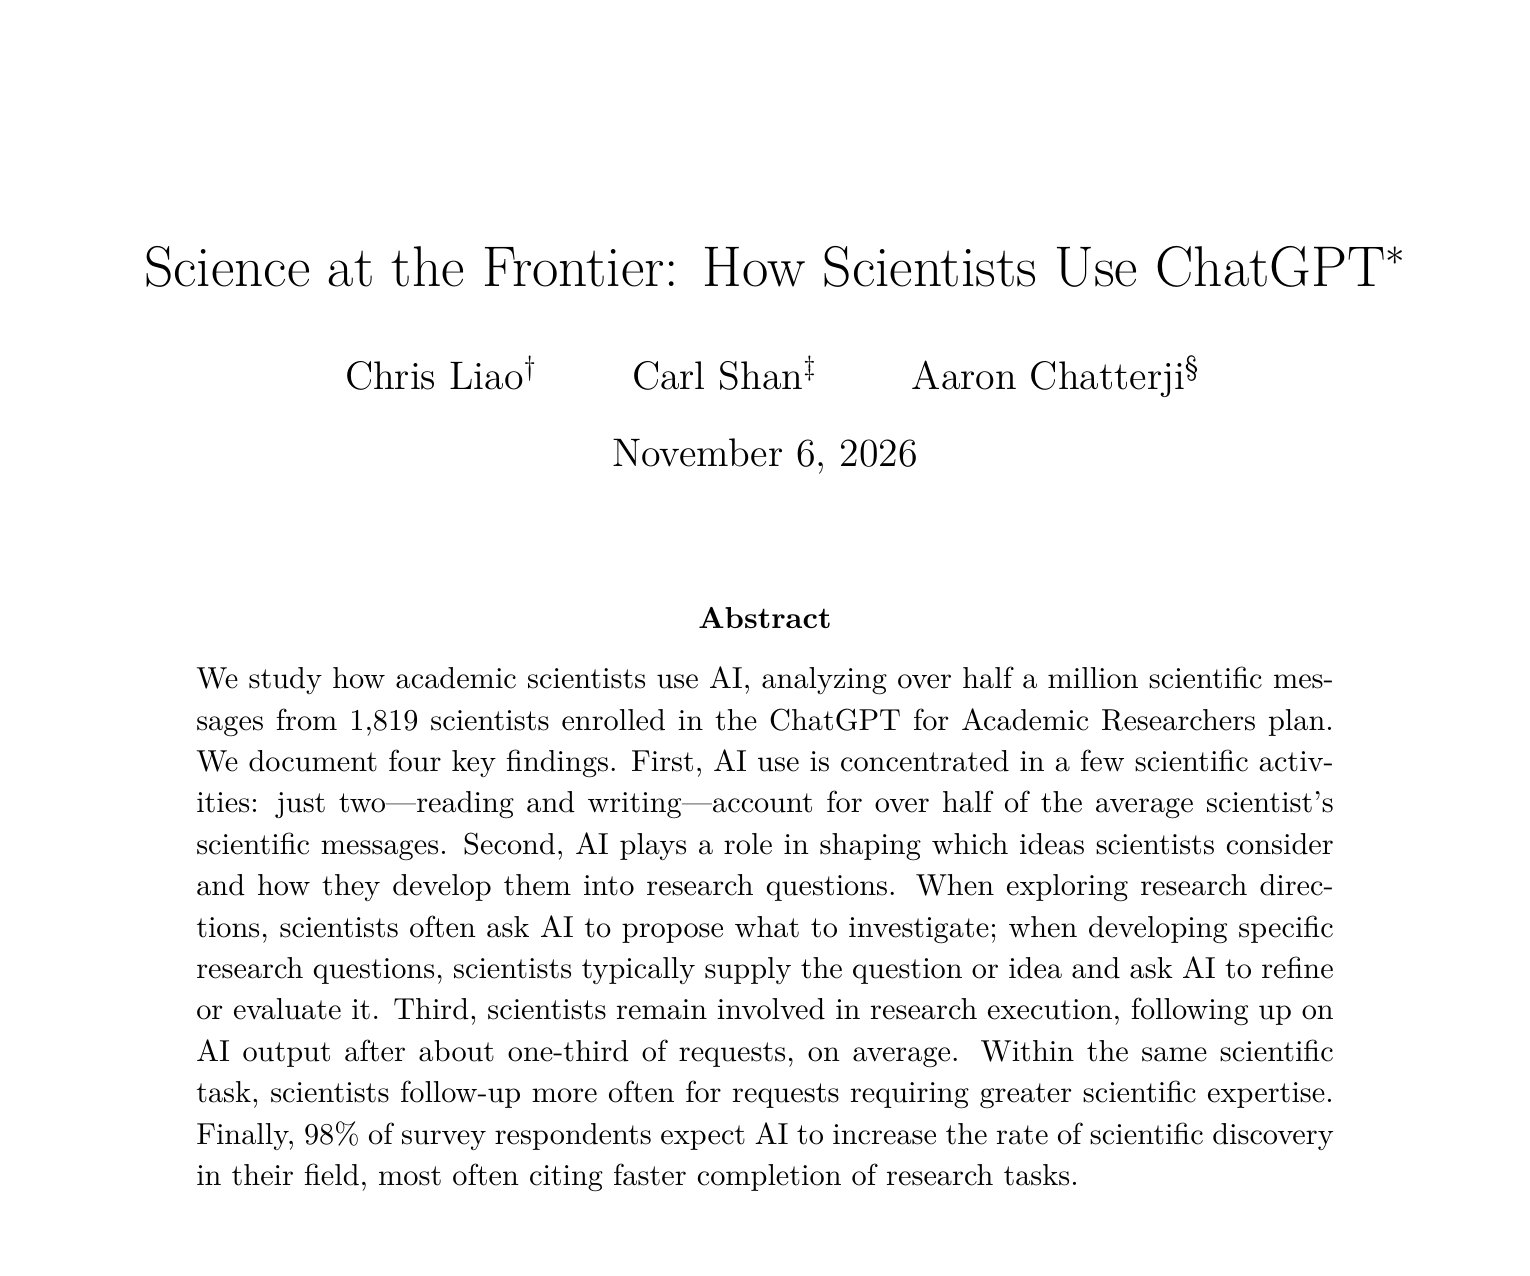 Science at the Frontier: How Scientists Use ChatGPT*
Chris Liao† Carl Shan‡ Aaron Chatterji§
November 6, 2026
Abstract
We study how academic scientists use AI, analyzing over half a million scientific mes-
sages from 1,819 scientists enrolled in the ChatGPT for Academic Researchers plan.
We document four key findings. First, AI use is concentrated in a few scientific activ-
ities: just two—reading and writing—account for over half of the average scientist’s
scientific messages. Second, AI plays a role in shaping which ideas scientists consider
and how they develop them into research questions. When exploring research direc-
tions, scientists often ask AI to propose what to investigate; when developing specific
research questions, scientists typically supply the question or idea and ask AI to refine
or evaluate it. Third, scientists remain involved in research execution, following up on
AI output after about one-third of requests, on average. Within the same scientific
task, scientists follow-up more often for requests requiring greater scientific expertise.
Finally, 98% of survey respondents expect AI to increase the rate of scientific discovery
in their field, most often citing faster completion of research tasks.